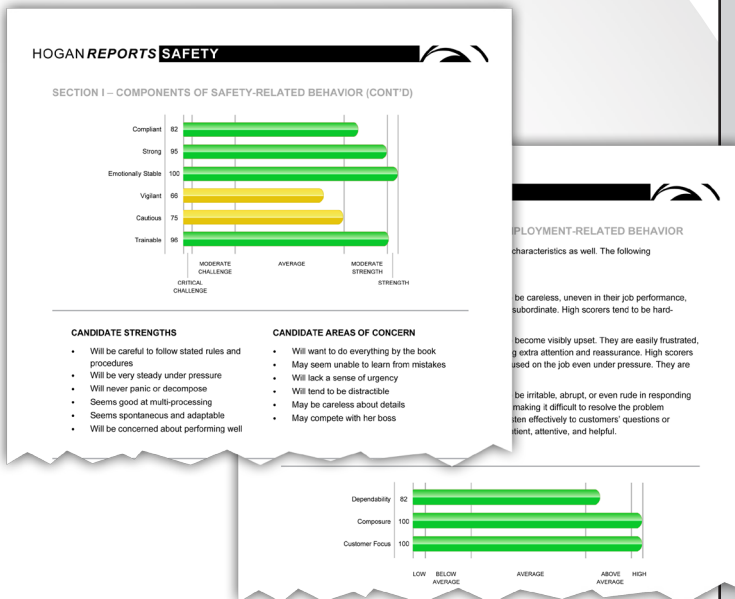 HOGAN REPORTS SAFETY
SECTION I – COMPONENTS OF SAFETY-RELATED BEHAVIOR (CONT'D)
Compliant 82
Strong 95
Emotionally Stable 100
Vigilant 66
Cautious 75
Trainable 96
MODERATE CHALLENGE
AVERAGE
MODERATE STRENGTH
CRITICAL CHALLENGE
STRENGTH
CANDIDATE STRENGTHS
• Will be careful to follow stated rules and
procedures
• Will be very steady under pressure
• Will never panic or decompose
• Seems good at multi-processing
• Seems spontaneous and adaptable
• Will be concerned about performing well
CANDIDATE AREAS OF CONCERN
• Will want to do everything by the book
• May seem unable to learn from mistakes
• Will lack a sense of urgency
• Will tend to be distractible
• May be careless about details
• May compete with her boss
PLOYMENT-RELATED BEHAVIOR
characteristics as well. The following
be careless, uneven in their job performance,
subordinate. High scorers tend to be hard-
become visibly upset. They are easily frustrated,
g extra attention and reassurance. High scorers
used on the job even under pressure. They are
be irritable, abrupt, or even rude in responding
making it difficult to resolve the problem
sten effectively to customers' questions or
tient, attentive, and helpful.
Dependability 82
Composure 100
Customer Focus 100
LOW
BELOW AVERAGE
AVERAGE
ABOVE AVERAGE
HIGH